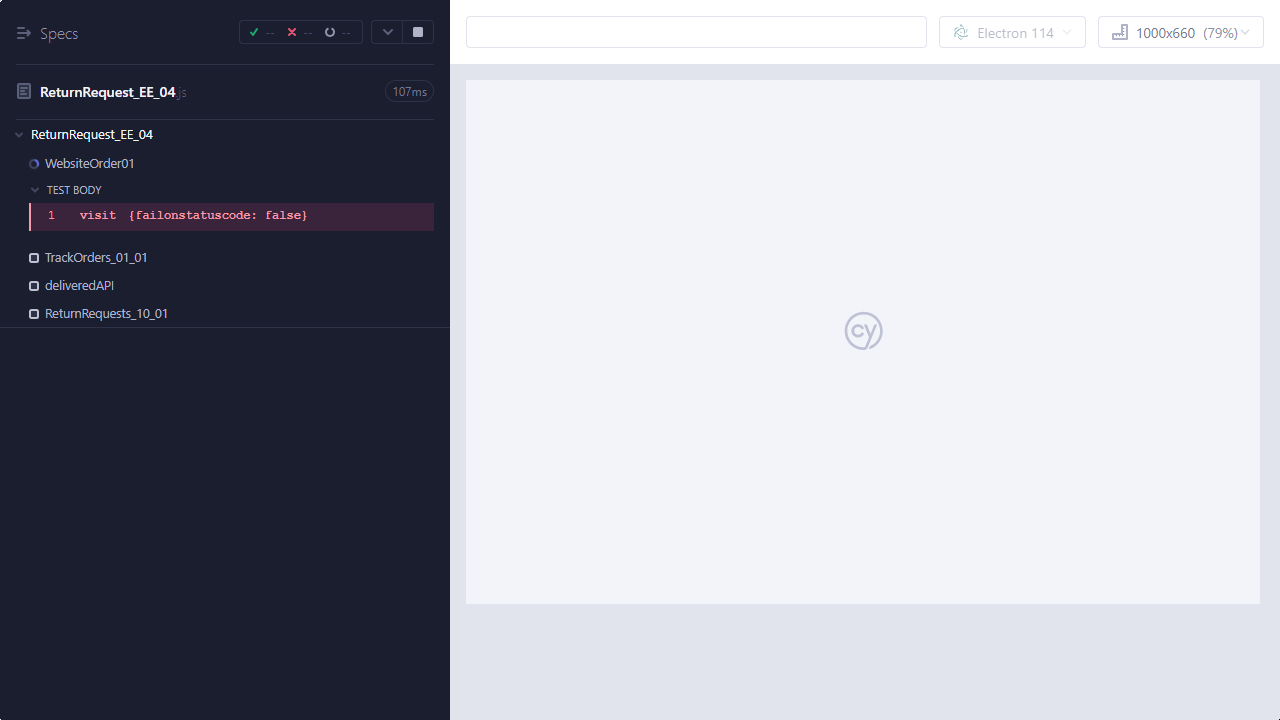 Specs
-- -- --
ReturnRequest_EE_04.js 107ms
ReturnRequest_EE_04
WebsiteOrder01
TEST BODY
1 visit {failonstatuscode: false}
TrackOrders_01_01
deliveredAPI
ReturnRequests_10_01
Electron 114
1000x660 (79%)
cy